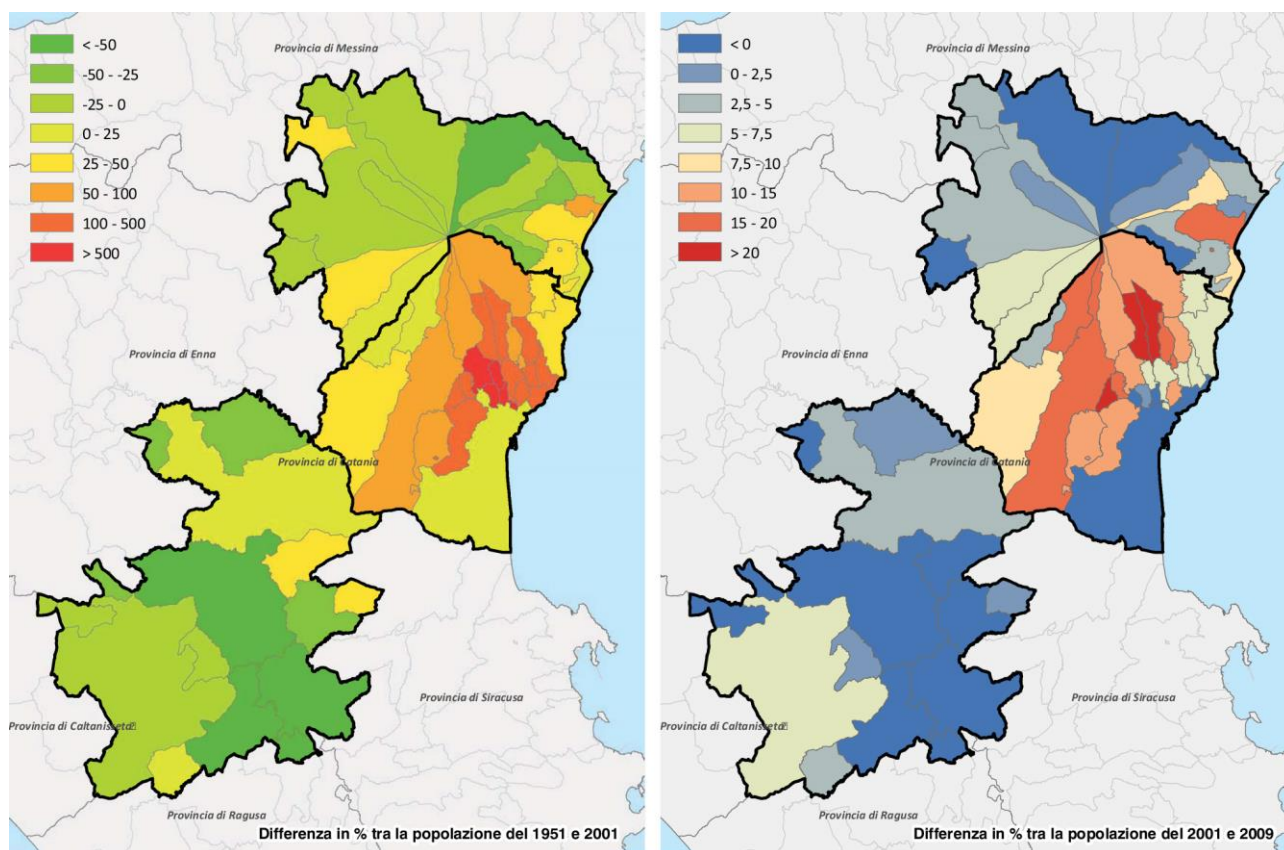 < -50
-50 - -25
-25 - 0
0 - 25
25 - 50
50 - 100
100 - 500
> 500
Provincia di Messina
Provincia di Enna
Provincia di Catania
Provincia di Siracusa
Provincia di Caltanissetta
Provincia di Ragusa
Differenza in % tra la popolazione del 1951 e 2001
< 0
0 - 2,5
2,5 - 5
5 - 7,5
7,5 - 10
10 - 15
15 - 20
> 20
Provincia di Messina
Provincia di Enna
Provincia di Catania
Provincia di Siracusa
Provincia di Caltanissetta
Provincia di Ragusa
Differenza in % tra la popolazione del 2001 e 2009